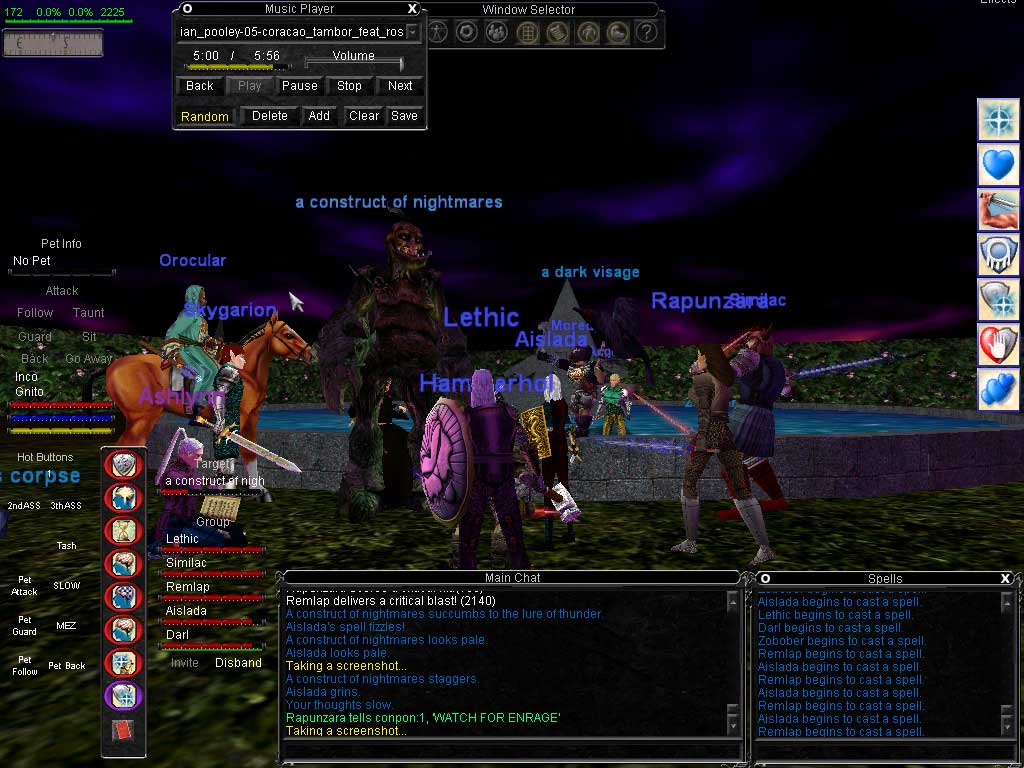 172 0.0% 0.0% 2225
Music Player
X
Window Selector
Effects
ian_pooley-05-coracao_tambor_feat_ros
5:00 / 5:56
Volume
Back Play Pause Stop Next
Random Delete Add Clear Save
a construct of nightmares
Pet Info
No Pet
Attack
Follow Taunt
Guard Sit
Back Go Away
Inco
Gnito
Orocular
Skygarion
Ashlynn
a dark visage
Lethic
Aislada
Rapunzara
Similac
Hot Buttons
1
s corpse
2ndASS 3thASS
Tash
Pet Attack
SLOW
Pet Guard
MEZ
Pet Follow
Pet Back
Target
a construct of nigh
Group
Lethic
Similac
Remlap
Aislada
Darl
Invite Disband
Main Chat
Remlap delivers a critical blast! (2140)
A construct of nightmares succumbs to the lure of thunder.
Aislada's spell fizzles!
A construct of nightmares looks pale.
Aislada looks pale.
Taking a screenshot...
A construct of nightmares staggers.
Aislada grins.
Your thoughts slow.
Rapunzara tells conpon:1, 'WATCH FOR ENRAGE'
Taking a screenshot...
Spells
X
Zobober begins to cast a spell.
Aislada begins to cast a spell.
Lethic begins to cast a spell.
Darl begins to cast a spell.
Zobober begins to cast a spell.
Remlap begins to cast a spell.
Aislada begins to cast a spell.
Remlap begins to cast a spell.
Aislada begins to cast a spell.
Remlap begins to cast a spell.
Aislada begins to cast a spell.
Remlap begins to cast a spell.